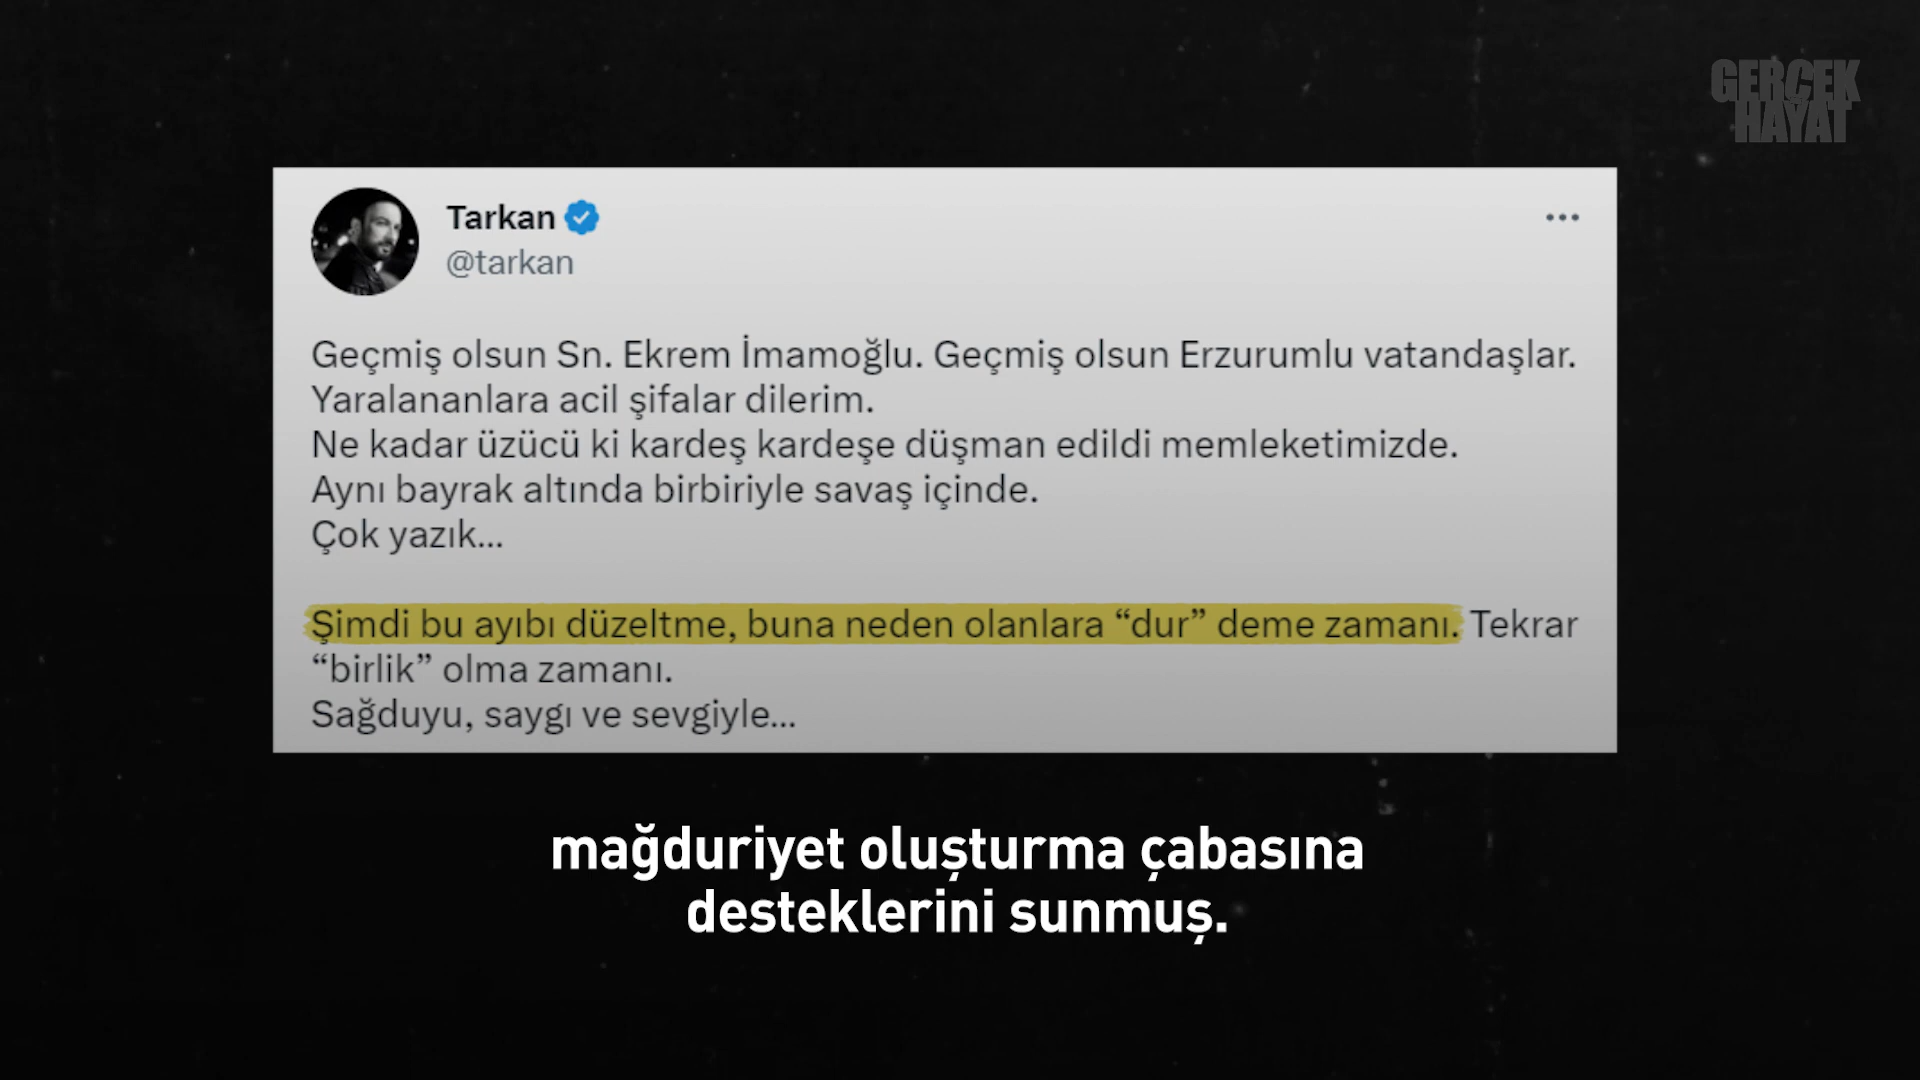 GERÇEK
HAYAT
Tarkan
@tarkan
Geçmiş olsun Sn. Ekrem İmamoğlu. Geçmiş olsun Erzurumlu vatandaşlar.
Yaralananlara acil şifalar dilerim.
Ne kadar üzücü ki kardeş kardeşe düşman edildi memleketimizde.
Aynı bayrak altında birbiriyle savaş içinde.
Çok yazık...
Şimdi bu ayıbı düzeltme, buna neden olanlara “dur” deme zamanı. Tekrar
“birlik” olma zamanı.
Sağduyu, saygı ve sevgiyle...
mağduriyet oluşturma çabasına
desteklerini sunmuş.